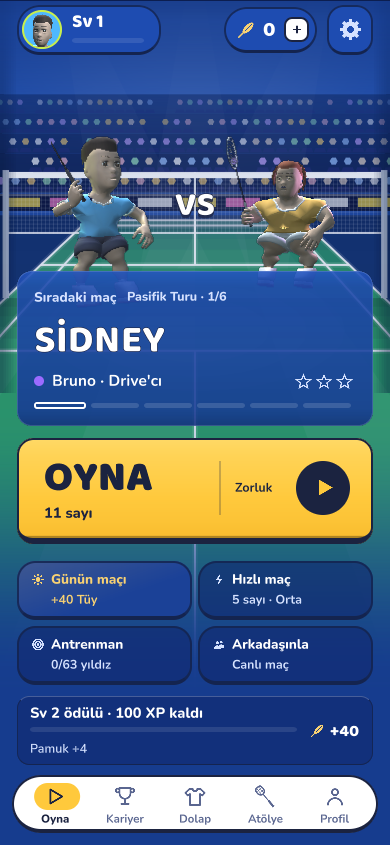 Sv 1
0 +
VS
Sıradaki maç Pasifik Turu · 1/6
SİDNEY
Bruno · Drive'cı
OYNA
11 sayı
Zorluk
Günün maçı
+40 Tüy
Hızlı maç
5 sayı · Orta
Antrenman
0/63 yıldız
Arkadaşınla
Canlı maç
Sv 2 ödülü · 100 XP kaldı
+40
Pamuk +4
Oyna Kariyer Dolap Atölye Profil